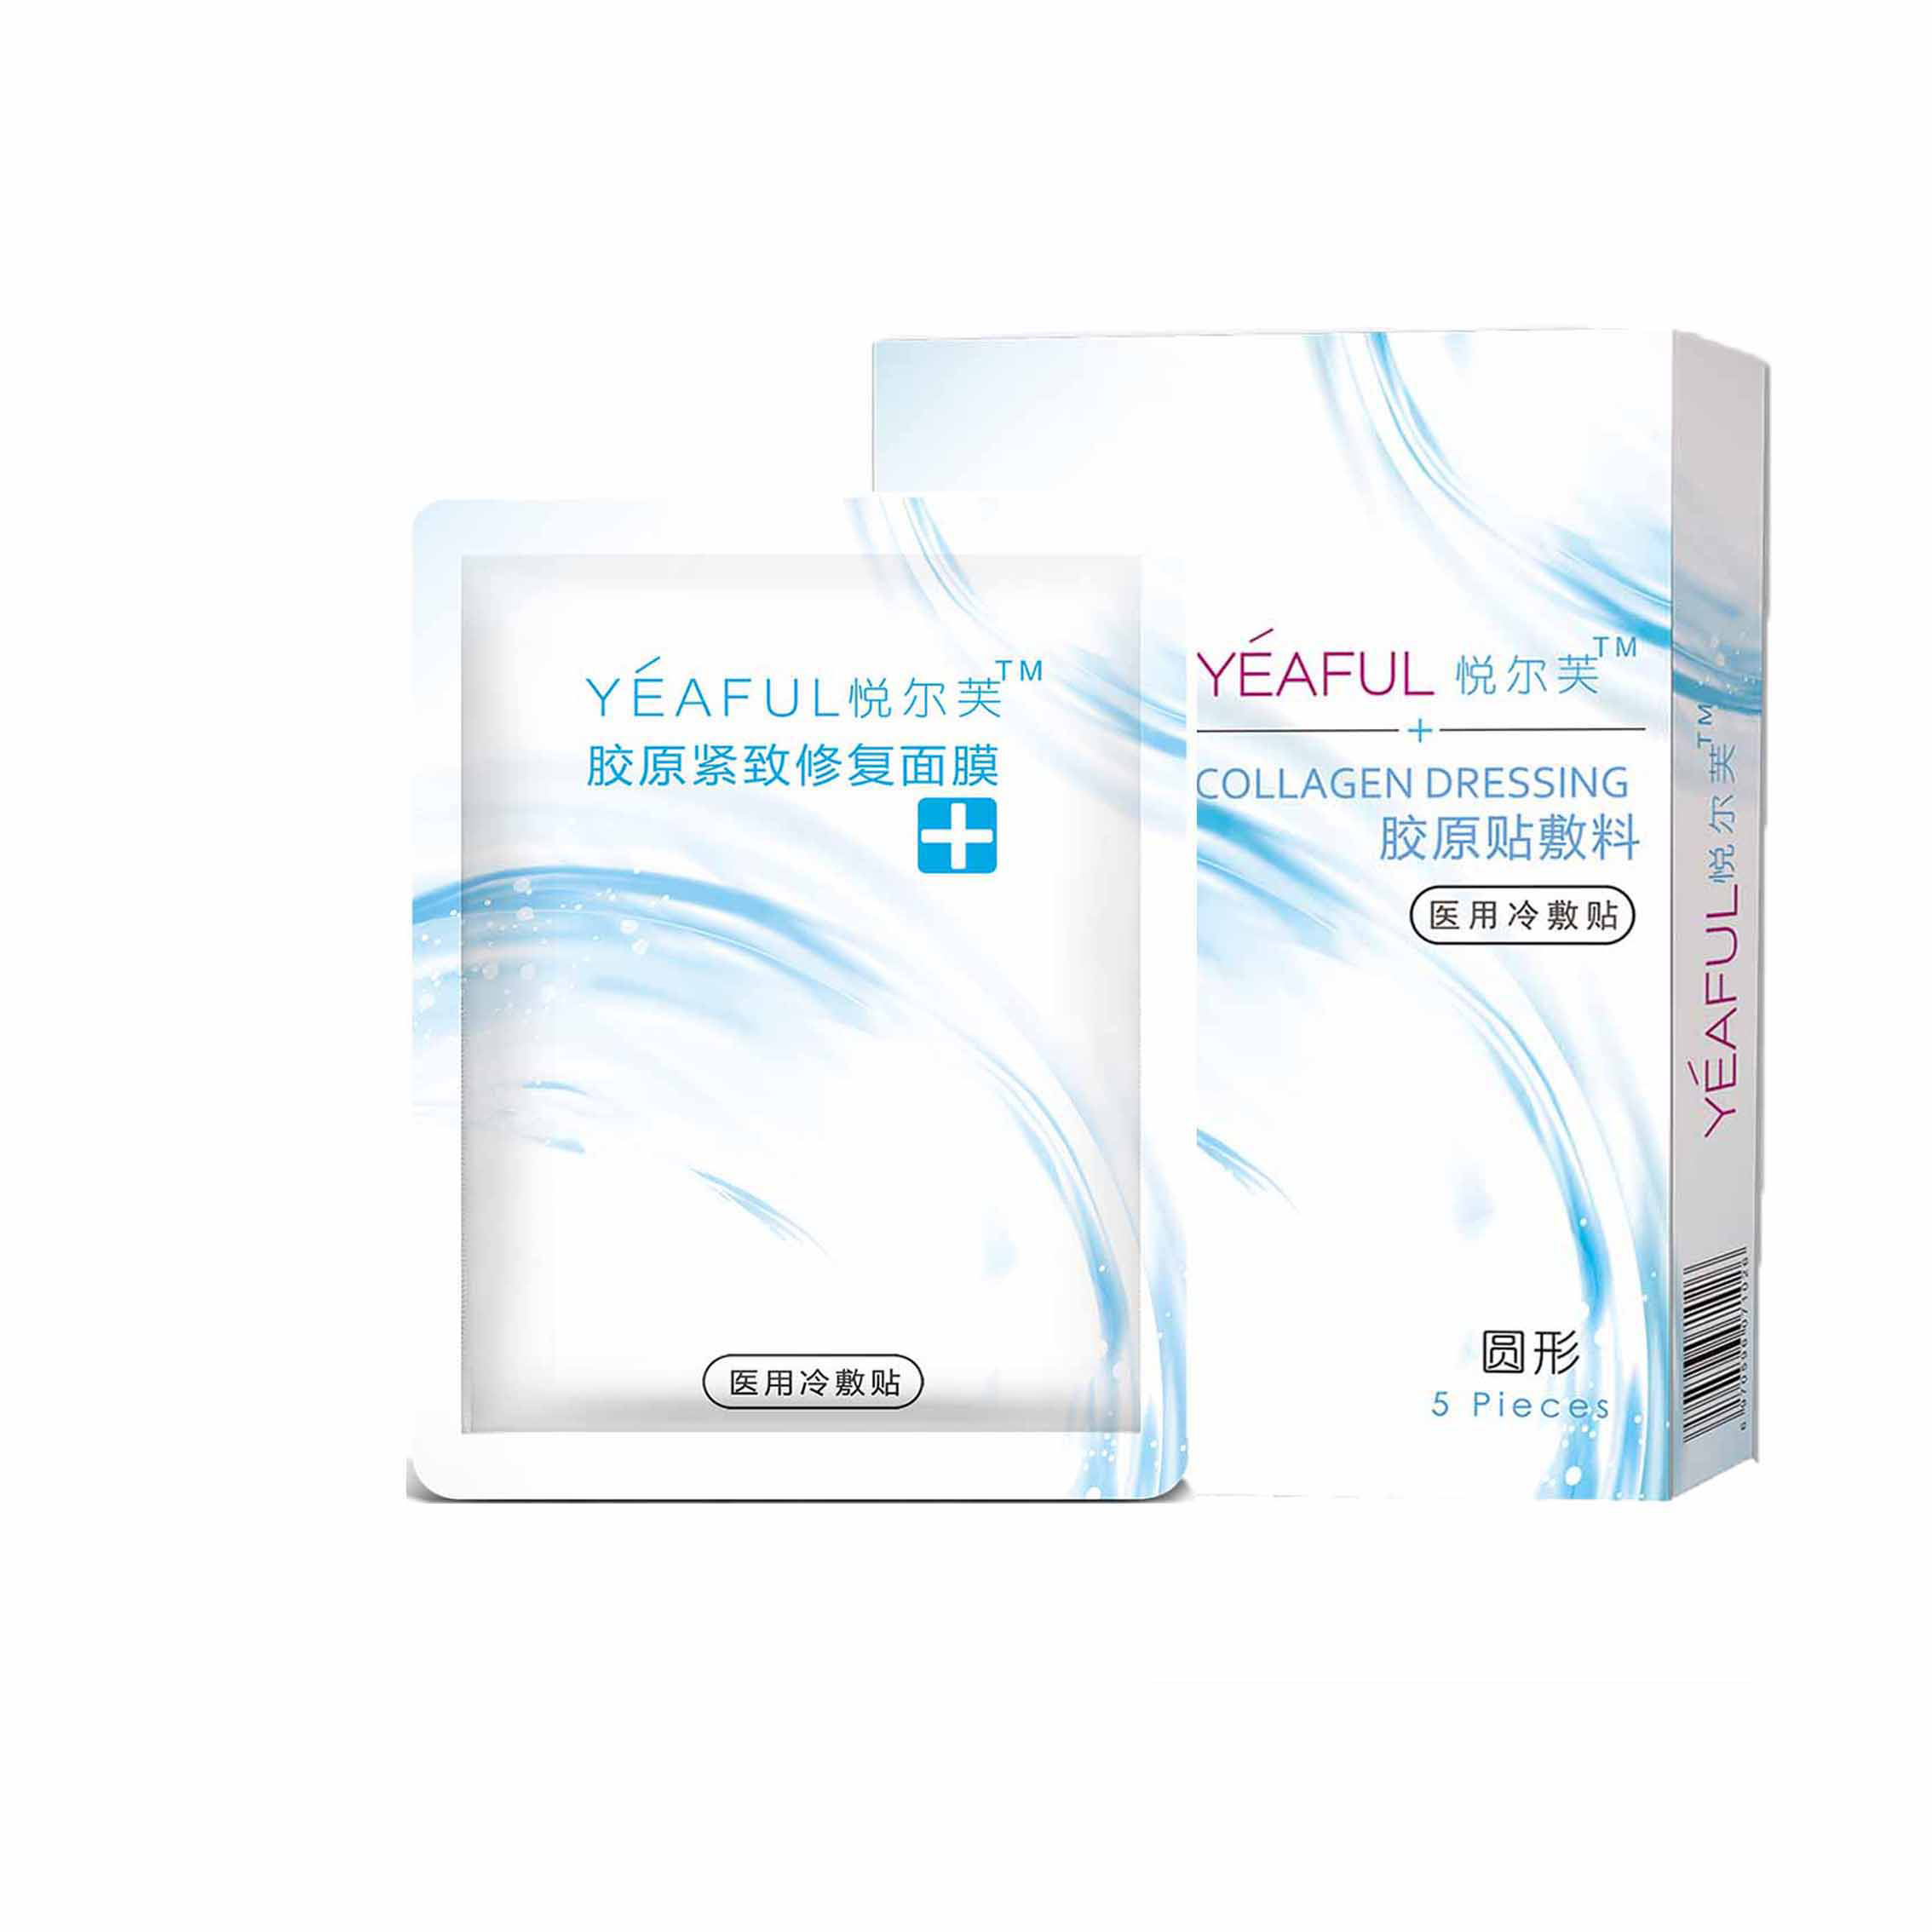 YÉAFUL悦尔芙™
胶原紧致修复面膜
医用冷敷贴
YÉAFUL 悦尔芙™
COLLAGEN DRESSING
胶原贴敷料
医用冷敷贴
圆形
5 Pieces
YÉAFUL悦尔芙™